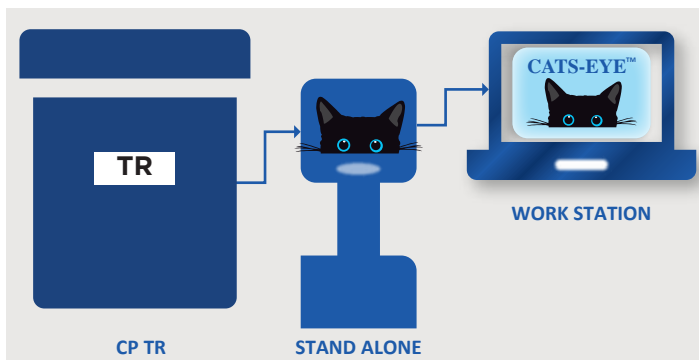 TR
CATS-EYE™
WORK STATION
CP TR
STAND ALONE